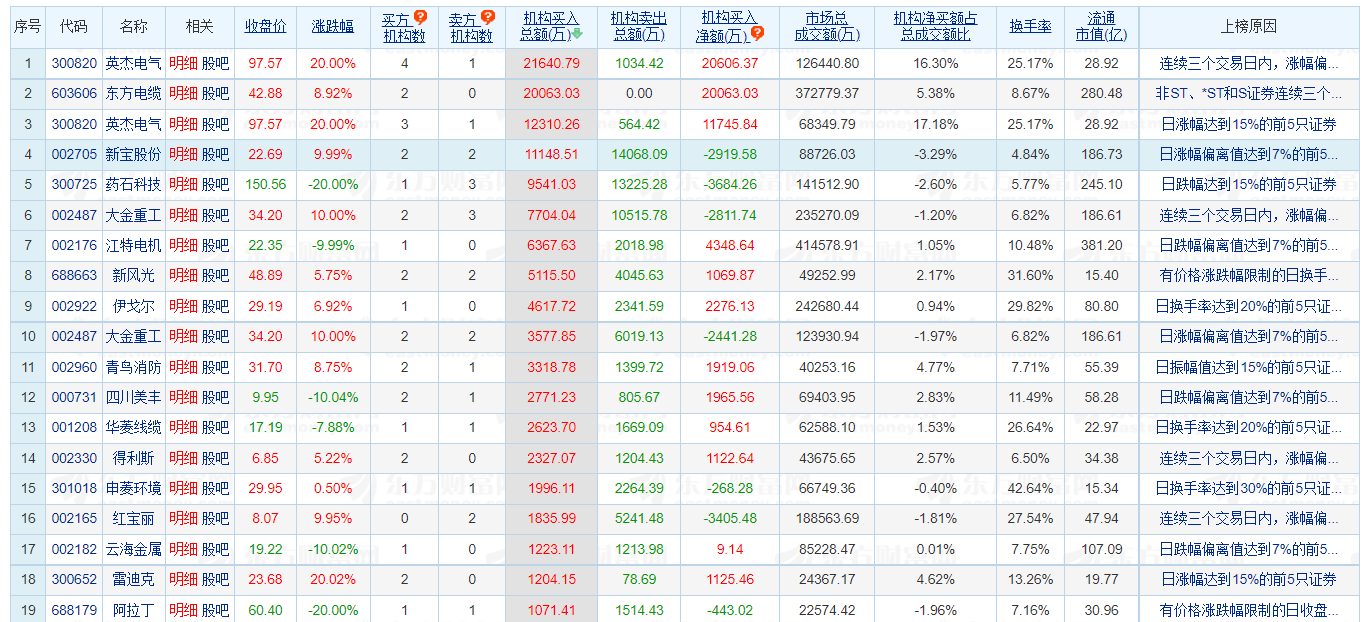 序号 代码 名称 相关 收盘价 涨跌幅 买方机构数 卖方机构数 机构买入总额(万) 机构卖出总额(万) 机构买入净额(万) 市场总成交额(万) 机构净买额占总成交额比 换手率 流通市值(亿) 上榜原因
1 300820 英杰电气 明细 股吧 97.57 20.00% 4 1 21640.79 1034.42 20606.37 126440.80 16.30% 25.17% 28.92 连续三个交易日内，涨幅偏...
2 603606 东方电缆 明细 股吧 42.88 8.92% 2 0 20063.03 0.00 20063.03 372779.37 5.38% 8.67% 280.48 非ST、*ST和S证券连续三个...
3 300820 英杰电气 明细 股吧 97.57 20.00% 3 1 12310.26 564.42 11745.84 68349.79 17.18% 25.17% 28.92 日涨幅达到15%的前5只证券
4 002705 新宝股份 明细 股吧 22.69 9.99% 2 2 11148.51 14068.09 -2919.58 88726.03 -3.29% 4.84% 186.73 日涨幅偏离值达到7%的前5...
5 300725 药石科技 明细 股吧 150.56 -20.00% 1 3 9541.03 13225.28 -3684.26 141512.90 -2.60% 5.77% 245.10 日跌幅达到15%的前5只证券
6 002487 大金重工 明细 股吧 34.20 10.00% 2 3 7704.04 10515.78 -2811.74 235270.09 -1.20% 6.82% 186.61 连续三个交易日内，涨幅偏...
7 002176 江特电机 明细 股吧 22.35 -9.99% 1 0 6367.63 2018.98 4348.64 414578.91 1.05% 10.48% 381.20 日跌幅偏离值达到7%的前5...
8 688663 新风光 明细 股吧 48.89 5.75% 2 2 5115.50 4045.63 1069.87 49252.99 2.17% 31.60% 15.40 有价格涨跌幅限制的日换手...
9 002922 伊戈尔 明细 股吧 29.19 6.92% 1 0 4617.72 2341.59 2276.13 242680.44 0.94% 29.82% 80.80 日换手率达到20%的前5只证...
10 002487 大金重工 明细 股吧 34.20 10.00% 2 2 3577.85 6019.13 -2441.28 123930.94 -1.97% 6.82% 186.61 日涨幅偏离值达到7%的前5...
11 002960 青鸟消防 明细 股吧 31.70 8.75% 2 1 3318.78 1399.72 1919.06 40253.16 4.77% 7.71% 55.39 日振幅值达到15%的前5只证...
12 000731 四川美丰 明细 股吧 9.95 -10.04% 2 1 2771.23 805.67 1965.56 69403.95 2.83% 11.49% 58.28 日跌幅偏离值达到7%的前5...
13 001208 华菱线缆 明细 股吧 17.19 -7.88% 1 1 2623.70 1669.09 954.61 62588.10 1.53% 26.64% 22.97 日换手率达到20%的前5只证...
14 002330 得利斯 明细 股吧 6.85 5.22% 2 0 2327.07 1204.43 1122.64 43675.65 2.57% 6.50% 34.38 连续三个交易日内，涨幅偏...
15 301018 申菱环境 明细 股吧 29.95 0.50% 1 1 1996.11 2264.39 -268.28 66749.36 -0.40% 42.64% 15.34 日换手率达到30%的前5只证...
16 002165 红宝丽 明细 股吧 8.07 9.95% 0 2 1835.99 5241.48 -3405.48 188563.69 -1.81% 27.54% 47.94 连续三个交易日内，涨幅偏...
17 002182 云海金属 明细 股吧 19.22 -10.02% 1 0 1223.11 1213.98 9.14 85228.47 0.01% 7.75% 107.09 日跌幅偏离值达到7%的前5...
18 300652 雷迪克 明细 股吧 23.68 20.02% 2 0 1204.15 78.69 1125.46 24367.17 4.62% 13.26% 19.77 日涨幅达到15%的前5只证券
19 688179 阿拉丁 明细 股吧 60.40 -20.00% 1 1 1071.41 1514.43 -443.02 22574.42 -1.96% 7.16% 30.96 有价格涨跌幅限制的日收盘...